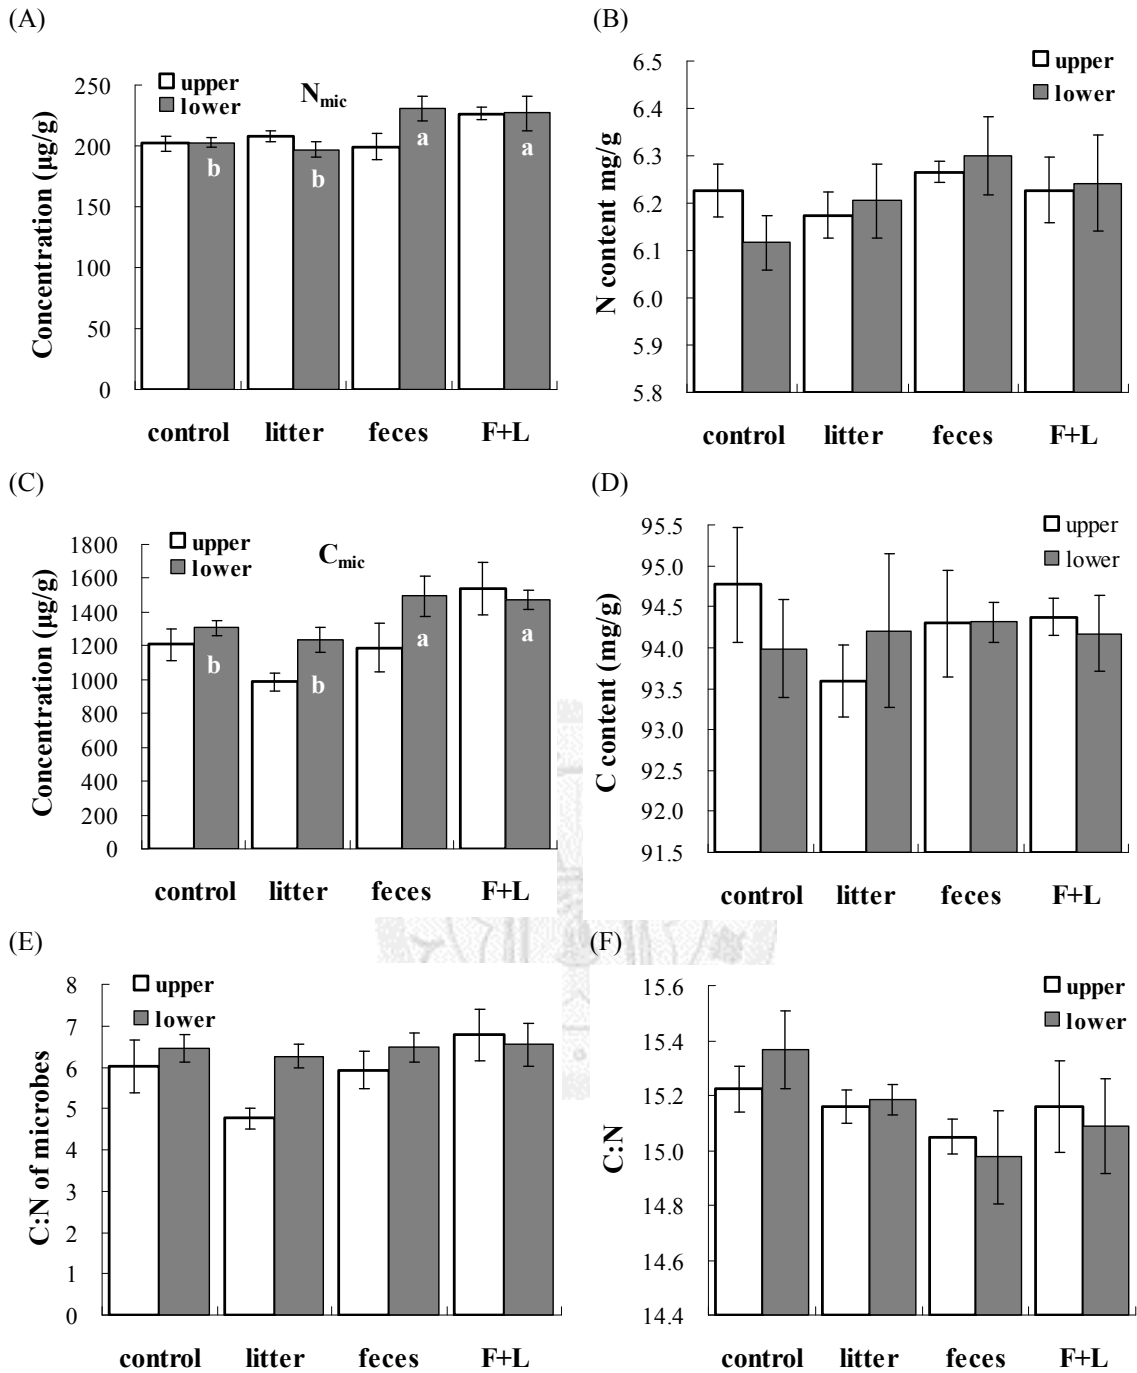 (A)
upper
lower
N mic
Concentration (µg/g)
250
200
150
100
50
0
b
b
a
a
control litter feces F+L
(B)
upper
lower
N content mg/g
6.5
6.4
6.3
6.2
6.1
6.0
5.9
5.8
control litter feces F+L
(C)
upper
lower
C mic
Concentration (µg/g)
1800
1600
1400
1200
1000
800
600
400
200
0
b
b
a
a
control litter feces F+L
(D)
upper
lower
C content (mg/g)
95.5
95.0
94.5
94.0
93.5
93.0
92.5
92.0
91.5
control litter feces F+L
(E)
upper
lower
C:N of microbes
8
7
6
5
4
3
2
1
0
control litter feces F+L
(F)
upper
lower
C:N
15.6
15.4
15.2
15.0
14.8
14.6
14.4
control litter feces F+L